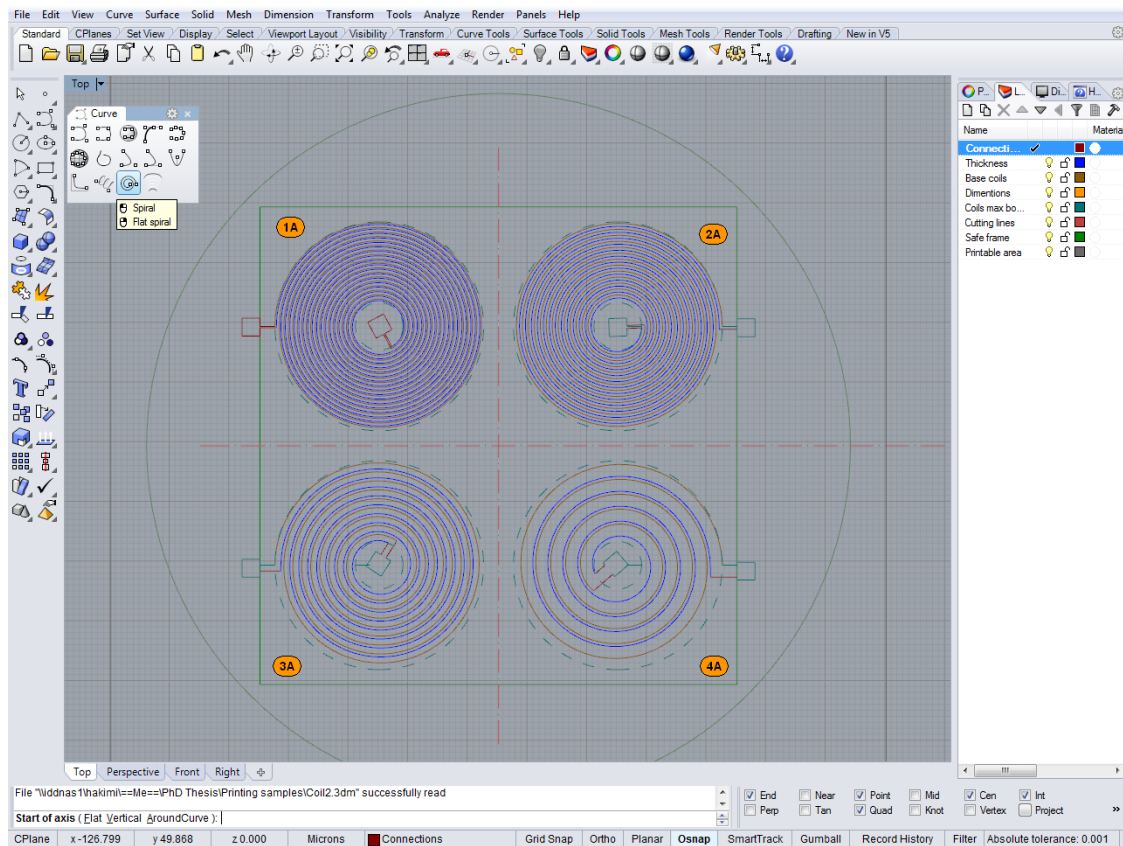 File Edit View Curve Surface Solid Mesh Dimension Transform Tools Analyze Render Panels Help
Standard CPlanes Set View Display Select Viewport Layout Visibility Transform Curve Tools Surface Tools Solid Tools Mesh Tools Render Tools Drafting New in V5
Top
Curve
Spiral
Flat spiral
1A
2A
3A
4A
P... L... Di... H...
Name Materia
Connecti...
Thickness
Base coils
Dimentions
Coils max bo...
Cutting lines
Safe frame
Printable area
Top Perspective Front Right
File "\\iddnas1\hakimi\==Me==\PhD Thesis\Printing samples\Coil2.3dm" successfully read
Start of axis ( Flat Vertical AroundCurve ):
End Near Point Mid Cen Int
Perp Tan Quad Knot Vertex Project »
CPlane x -126.799 y 49.868 z 0.000 Microns Connections Grid Snap Ortho Planar Osnap SmartTrack Gumball Record History Filter Absolute tolerance: 0.001